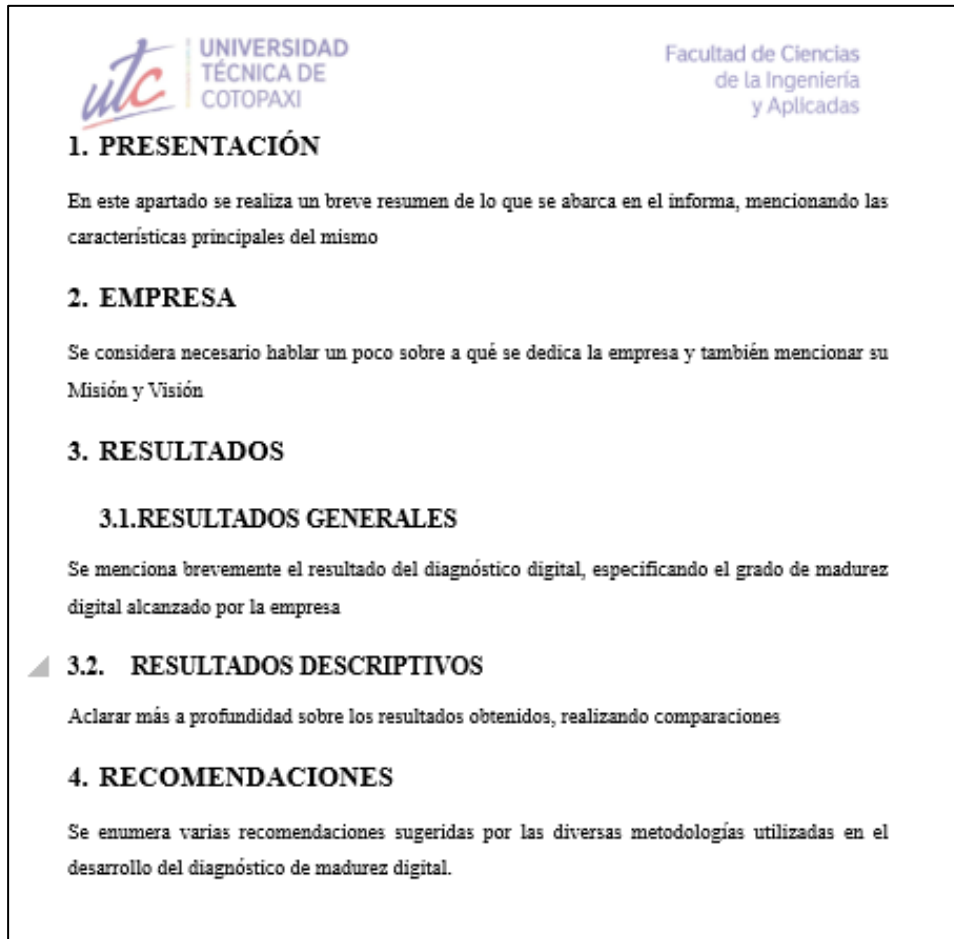 utc
UNIVERSIDAD
TÉCNICA DE
COTOPAXI
Facultad de Ciencias
de la Ingeniería
y Aplicadas
1. PRESENTACIÓN
En este apartado se realiza un breve resumen de lo que se abarca en el informa, mencionando las
características principales del mismo
2. EMPRESA
Se considera necesario hablar un poco sobre a qué se dedica la empresa y también mencionar su
Misión y Visión
3. RESULTADOS
3.1.RESULTADOS GENERALES
Se menciona brevemente el resultado del diagnóstico digital, especificando el grado de madurez
digital alcanzado por la empresa
3.2. RESULTADOS DESCRIPTIVOS
Aclarar más a profundidad sobre los resultados obtenidos, realizando comparaciones
4. RECOMENDACIONES
Se enumera varias recomendaciones sugeridas por las diversas metodologías utilizadas en el
desarrollo del diagnóstico de madurez digital.